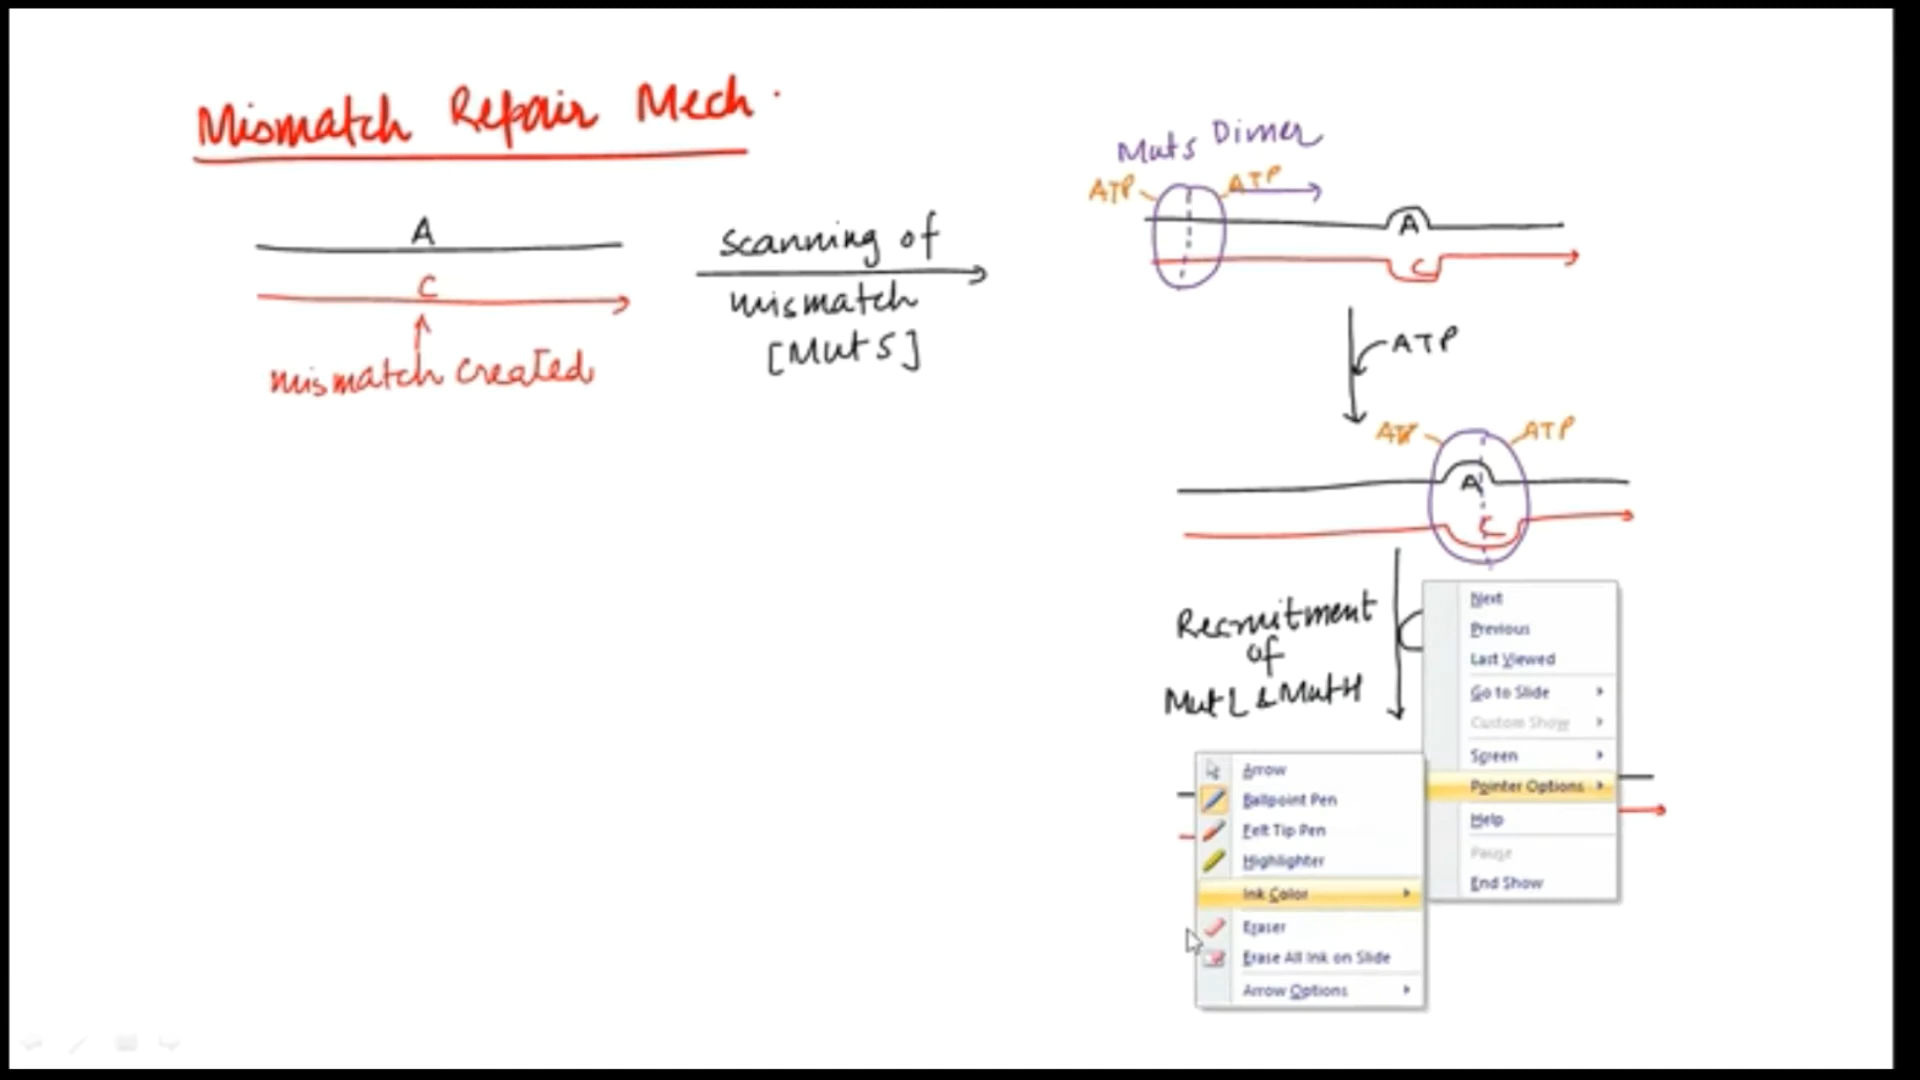 Mismatch Repair Mech.
A
C
mismatch created
scanning of
mismatch
[MutS]
MutS Dimer
ATP
ATP
A
C
ATP
ATP
ATP
A
C
Recruitment
of
MutL & MutH
Next
Previous
Last Viewed
Go to Slide
Custom Show
Screen
Pointer Options
Help
Pause
End Show
Arrow
Ballpoint Pen
Felt Tip Pen
Highlighter
Ink Color
Eraser
Erase All Ink on Slide
Arrow Options